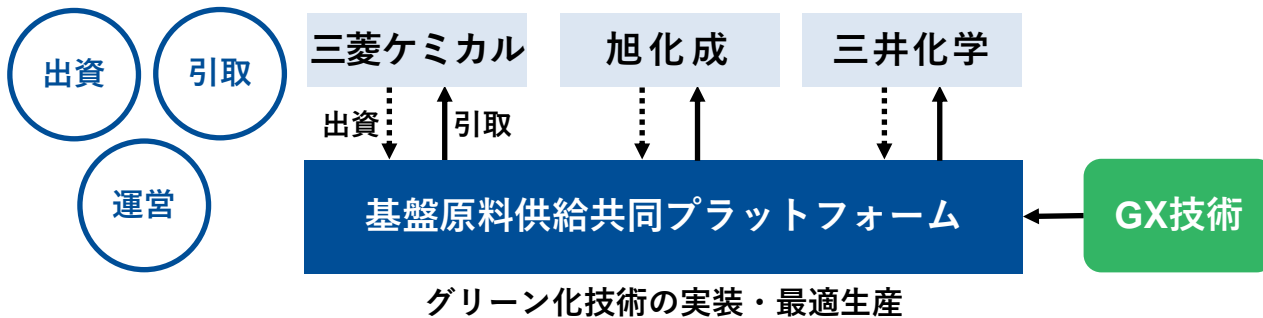 出資
引取
運営
三菱ケミカル
旭化成
三井化学
出資
引取
基盤原料供給共同プラットフォーム
GX技術
グリーン化技術の実装・最適生産